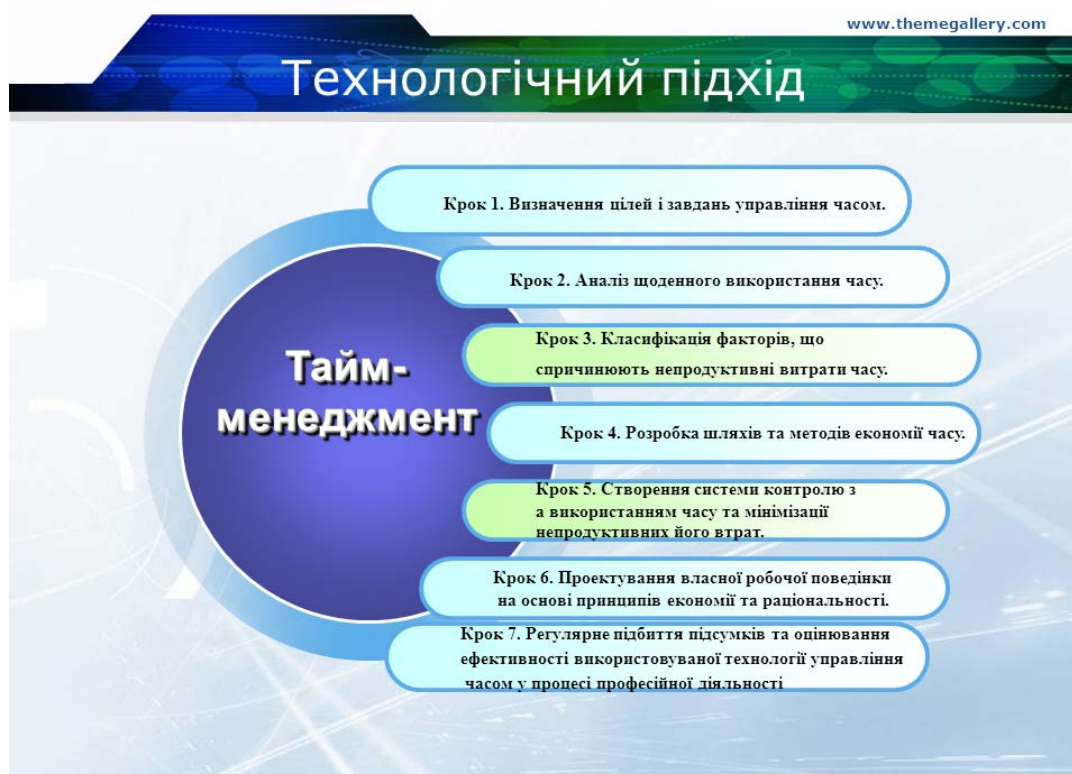 www.themegallery.com
Технологічний підхід
Тайм-
менеджмент
Крок 1. Визначення цілей і завдань управління часом.
Крок 2. Аналіз щоденного використання часу.
Крок 3. Класифікація факторів, що
спричинюють непродуктивні витрати часу.
Крок 4. Розробка шляхів та методів економії часу.
Крок 5. Створення системи контролю з
а використанням часу та мінімізації
непродуктивних його втрат.
Крок 6. Проектування власної робочої поведінки
на основі принципів економії та раціональності.
Крок 7. Регулярне підбиття підсумків та оцінювання
ефективності використовуваної технології управління
часом у процесі професійної діяльності